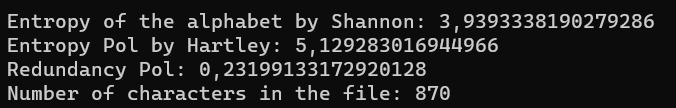 Entropy of the alphabet by Shannon: 3,9393338190279286
Entropy Pol by Hartley: 5,129283016944966
Redundancy Pol: 0,23199133172920128
Number of characters in the file: 870